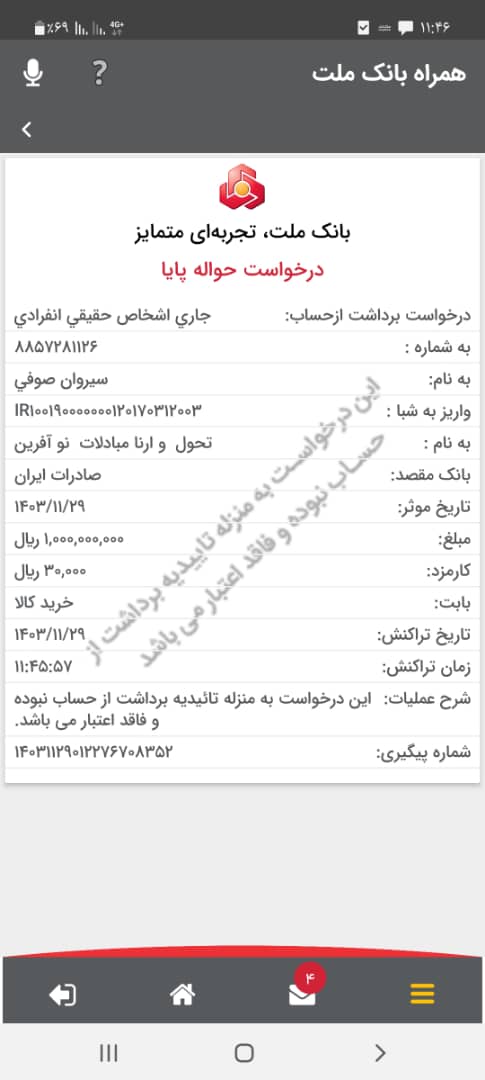 ٪۶۹ 4G+ ۱۱:۴۶
همراه بانک ملت
?
بانک ملت، تجربه‌ای متمایز
درخواست حواله پایا
درخواست برداشت ازحساب: جاري اشخاص حقيقي انفرادي
به شماره : ۸۸۵۷۲۸۱۱۲۶
به نام: سيروان صوفي
واریز به شبا : IR۱۰۰۱۹۰۰۰۰۰۰۰۰۱۲۰۱۷۰۳۱۲۰۰۳
به نام : تحول و ارنا مبادلات نو آفرین
بانک مقصد: صادرات ایران
تاریخ موثر: ۱۴۰۳/۱۱/۲۹
مبلغ: ۱,۰۰۰,۰۰۰,۰۰۰ ریال
کارمزد: ۳۰,۰۰۰ ریال
بابت: خرید کالا
تاریخ تراکنش: ۱۴۰۳/۱۱/۲۹
زمان تراکنش: ۱۱:۴۵:۵۷
شرح عملیات: این درخواست به منزله تائیدیه برداشت از حساب نبوده
و فاقد اعتبار می باشد.
شماره پیگیری: ۱۴۰۳۱۱۲۹۰۱۲۲۷۶۷۰۸۳۵۲
این درخواست به منزله تاییدیه برداشت از
حساب نبوده و فاقد اعتبار می باشد
۴